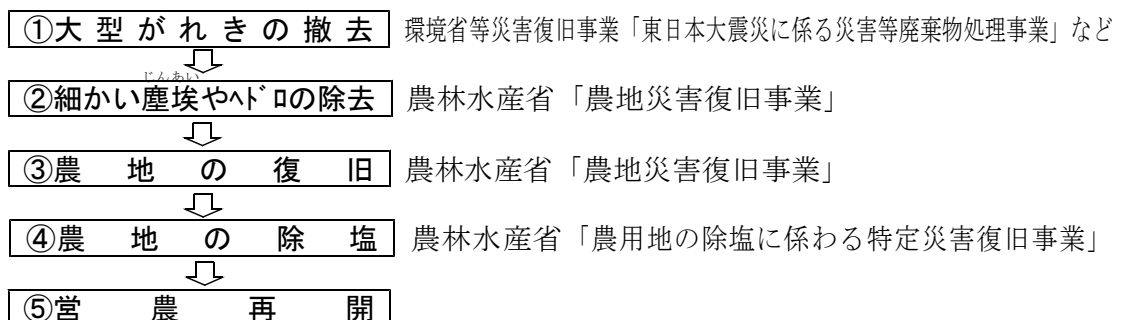 ①大型がれきの撤去 環境省等災害復旧事業「東日本大震災に係る災害等廃棄物処理事業」など
じんあい
②細かい塵埃やﾍﾄﾞﾛの除去 農林水産省「農地災害復旧事業」
③農地の復旧 農林水産省「農地災害復旧事業」
④農地の除塩 農林水産省「農用地の除塩に係わる特定災害復旧事業」
⑤営農再開